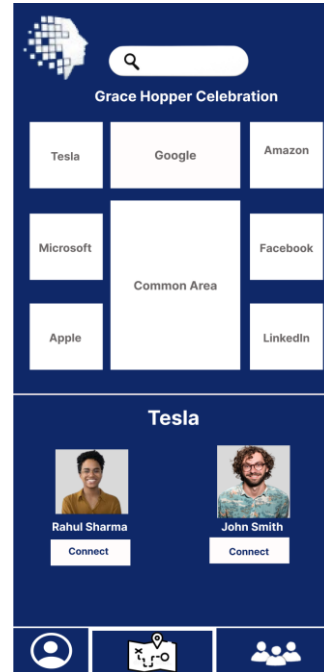 Grace Hopper Celebration
Tesla
Google
Amazon
Microsoft
Common Area
Facebook
Apple
LinkedIn
Tesla
Rahul Sharma
John Smith
Connect
Connect